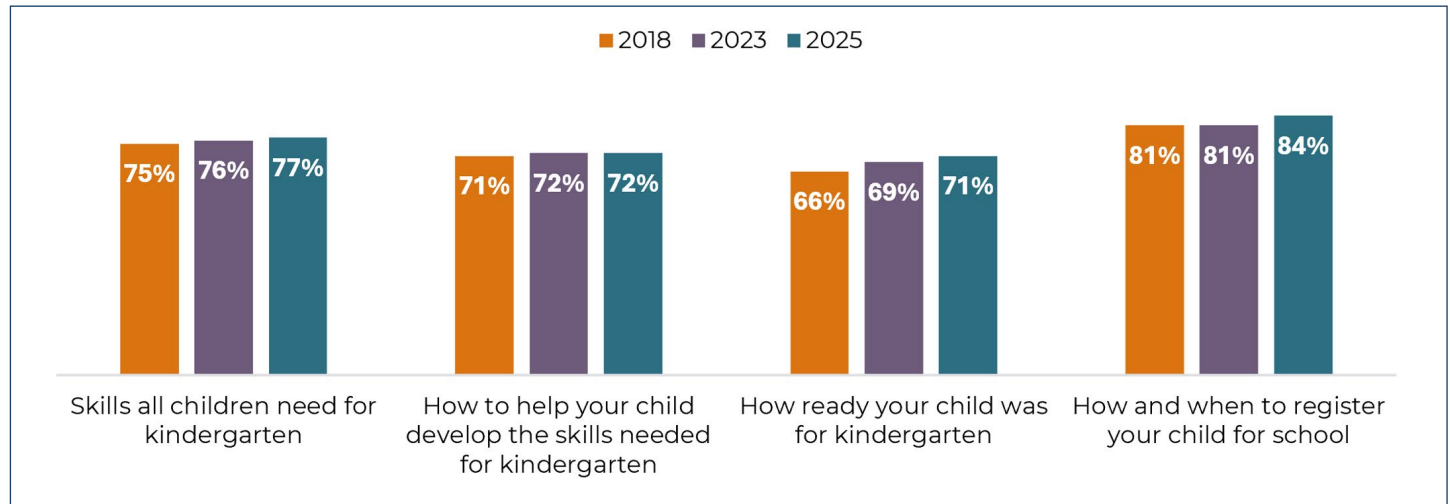 2018 2023 2025
75% 76% 77%
71% 72% 72%
66% 69% 71%
81% 81% 84%
Skills all children need for
kindergarten
How to help your child
develop the skills needed
for kindergarten
How ready your child was
for kindergarten
How and when to register
your child for school